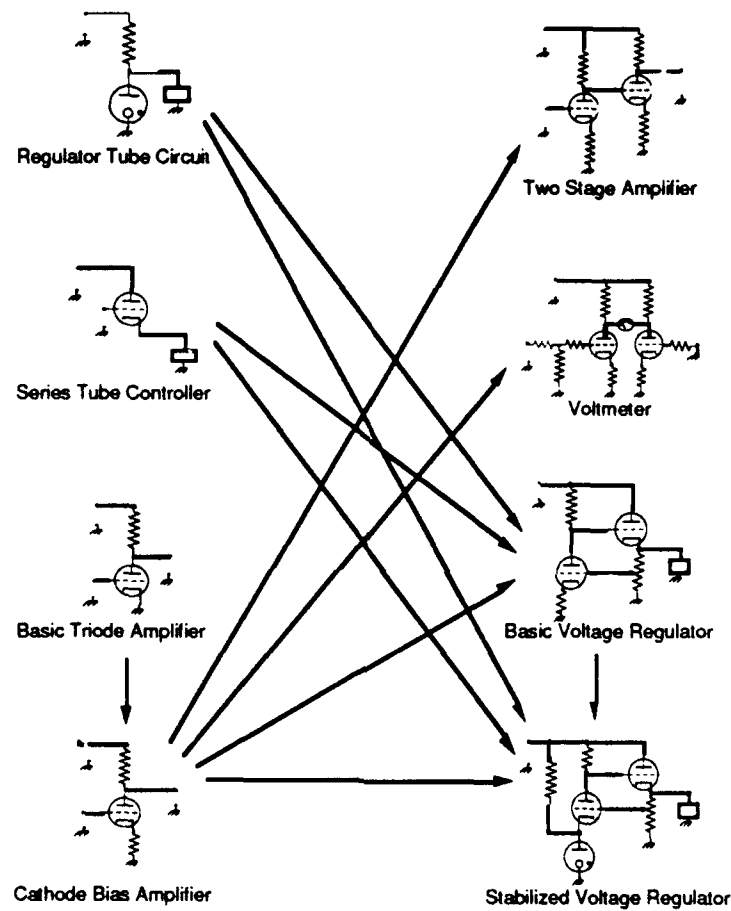 Regulator Tube Circuit
Two Stage Amplifier
Series Tube Controller
Voltmeter
Basic Triode Amplifier
Basic Voltage Regulator
Cathode Bias Amplifier
Stabilized Voltage Regulator